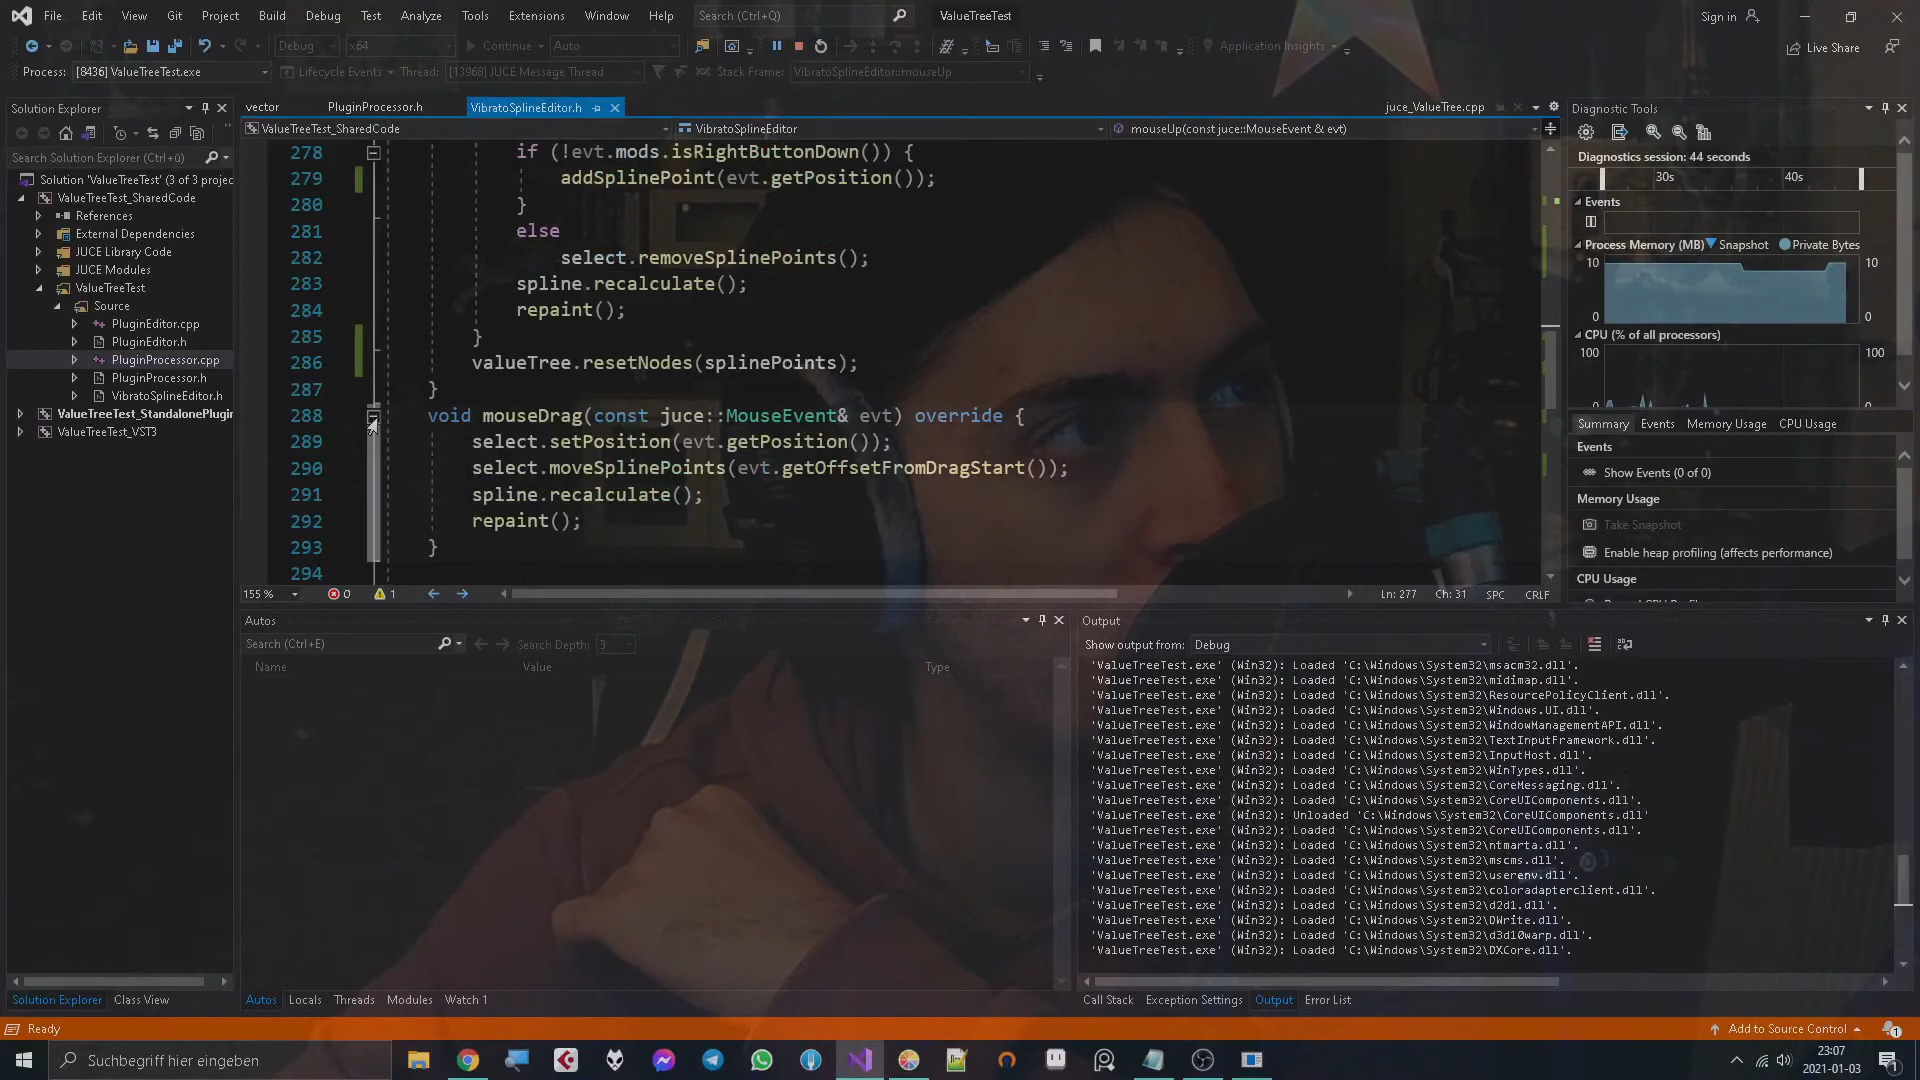 File Edit View Git Project Build Debug Test Analyze Tools Extensions Window Help Search (Ctrl+Q) ValueTreeTest Sign in
Debug x64 Continue Auto Application Insights Live Share
Process: [8436] ValueTreeTest.exe Lifecycle Events Thread: [13968] JUCE Message Thread Stack Frame: VibratoSplineEditor::mouseUp
Solution Explorer
Search Solution Explorer (Ctrl+ü)
Solution 'ValueTreeTest' (3 of 3 projec
ValueTreeTest_SharedCode
References
External Dependencies
JUCE Library Code
JUCE Modules
ValueTreeTest
Source
PluginEditor.cpp
PluginEditor.h
PluginProcessor.cpp
PluginProcessor.h
VibratoSplineEditor.h
ValueTreeTest_StandalonePlugin
ValueTreeTest_VST3
Solution Explorer Class View
vector PluginProcessor.h VibratoSplineEditor.h juce_ValueTree.cpp
ValueTreeTest_SharedCode VibratoSplineEditor mouseUp(const juce::MouseEvent & evt)
278 if (!evt.mods.isRightButtonDown()) {
279 addSplinePoint(evt.getPosition());
280 }
281 else
282 select.removeSplinePoints();
283 spline.recalculate();
284 repaint();
285 }
286 valueTree.resetNodes(splinePoints);
287 }
288 void mouseDrag(const juce::MouseEvent& evt) override {
289 select.setPosition(evt.getPosition());
290 select.moveSplinePoints(evt.getOffsetFromDragStart());
291 spline.recalculate();
292 repaint();
293 }
294
155 % 0 1 Ln: 277 Ch: 31 SPC CRLF
Diagnostic Tools
Diagnostics session: 44 seconds
30s 40s
Events
Process Memory (MB) Snapshot Private Bytes
10 10
0 0
CPU (% of all processors)
100 100
Summary Events Memory Usage CPU Usage
Events
Show Events (0 of 0)
Memory Usage
Take Snapshot
Enable heap profiling (affects performance)
CPU Usage
Autos
Search (Ctrl+E) Search Depth: 3
Name Value Type
Autos Locals Threads Modules Watch 1
Output
Show output from: Debug
'ValueTreeTest.exe' (Win32): Loaded 'C:\Windows\System32\msacm32.dll'.
'ValueTreeTest.exe' (Win32): Loaded 'C:\Windows\System32\midimap.dll'.
'ValueTreeTest.exe' (Win32): Loaded 'C:\Windows\System32\ResourcePolicyClient.dll'.
'ValueTreeTest.exe' (Win32): Loaded 'C:\Windows\System32\Windows.UI.dll'.
'ValueTreeTest.exe' (Win32): Loaded 'C:\Windows\System32\WindowManagementAPI.dll'.
'ValueTreeTest.exe' (Win32): Loaded 'C:\Windows\System32\TextInputFramework.dll'.
'ValueTreeTest.exe' (Win32): Loaded 'C:\Windows\System32\InputHost.dll'.
'ValueTreeTest.exe' (Win32): Loaded 'C:\Windows\System32\WinTypes.dll'.
'ValueTreeTest.exe' (Win32): Loaded 'C:\Windows\System32\CoreMessaging.dll'.
'ValueTreeTest.exe' (Win32): Loaded 'C:\Windows\System32\CoreUIComponents.dll'.
'ValueTreeTest.exe' (Win32): Unloaded 'C:\Windows\System32\CoreUIComponents.dll'
'ValueTreeTest.exe' (Win32): Loaded 'C:\Windows\System32\CoreUIComponents.dll'.
'ValueTreeTest.exe' (Win32): Loaded 'C:\Windows\System32\ntmarta.dll'.
'ValueTreeTest.exe' (Win32): Loaded 'C:\Windows\System32\mscms.dll'.
'ValueTreeTest.exe' (Win32): Loaded 'C:\Windows\System32\userenv.dll'.
'ValueTreeTest.exe' (Win32): Loaded 'C:\Windows\System32\coloradapterclient.dll'.
'ValueTreeTest.exe' (Win32): Loaded 'C:\Windows\System32\d2d1.dll'.
'ValueTreeTest.exe' (Win32): Loaded 'C:\Windows\System32\DWrite.dll'.
'ValueTreeTest.exe' (Win32): Loaded 'C:\Windows\System32\d3d10warp.dll'.
'ValueTreeTest.exe' (Win32): Loaded 'C:\Windows\System32\DXCore.dll'.
Call Stack Exception Settings Output Error List
Ready Add to Source Control 1
Suchbegriff hier eingeben 23:07
2021-01-03 1